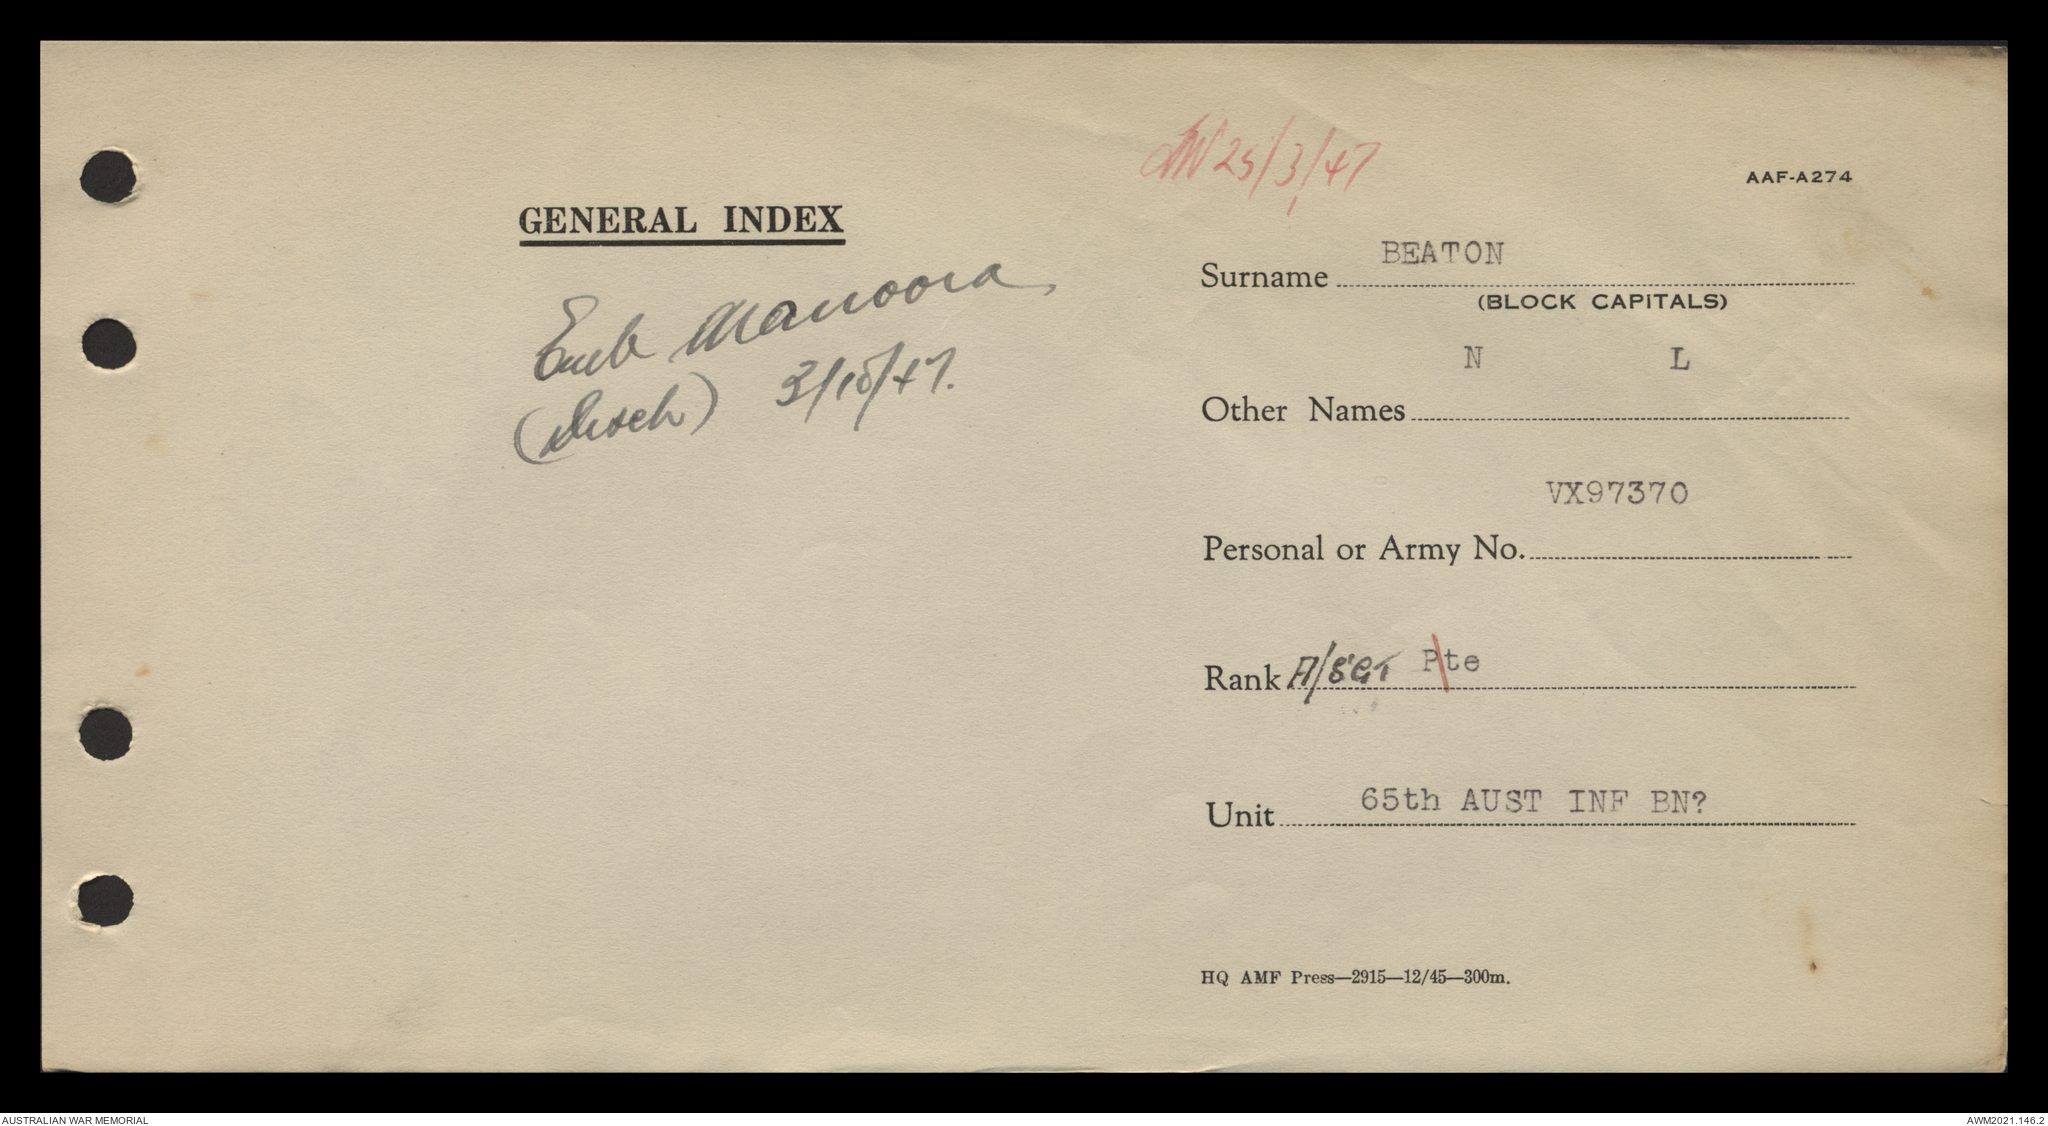 25/3/47
AAF-A274
GENERAL INDEX
Surname BEATON
(BLOCK CAPITALS)
Emb Manoora
(Disch) 3/10/47.
Other Names N L
Personal or Army No. VX97370
Rank A/SGT Pte
Unit 65th AUST INF BN?
HQ AMF Press—2915—12/45—300m.
AUSTRALIAN WAR MEMORIAL
AWM2021.146.2